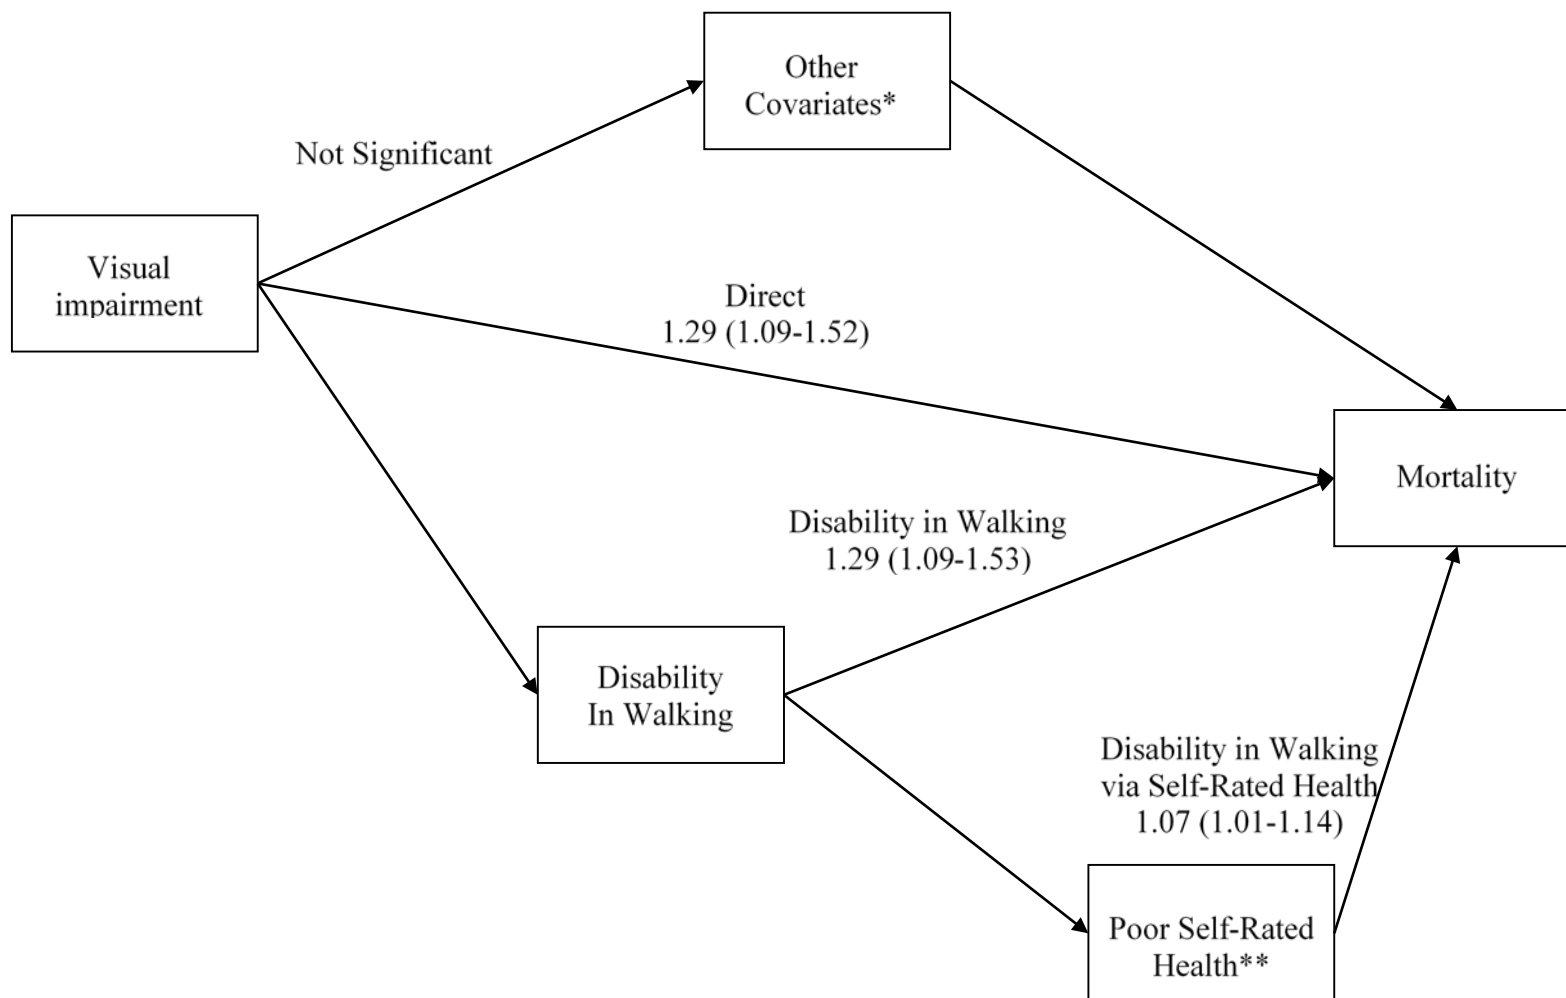 Other
Covariates*
Not Significant
Visual
impairment
Direct
1.29 (1.09-1.52)
Mortality
Disability in Walking
1.29 (1.09-1.53)
Disability
In Walking
Disability in Walking
via Self-Rated Health
1.07 (1.01-1.14)
Poor Self-Rated
Health**